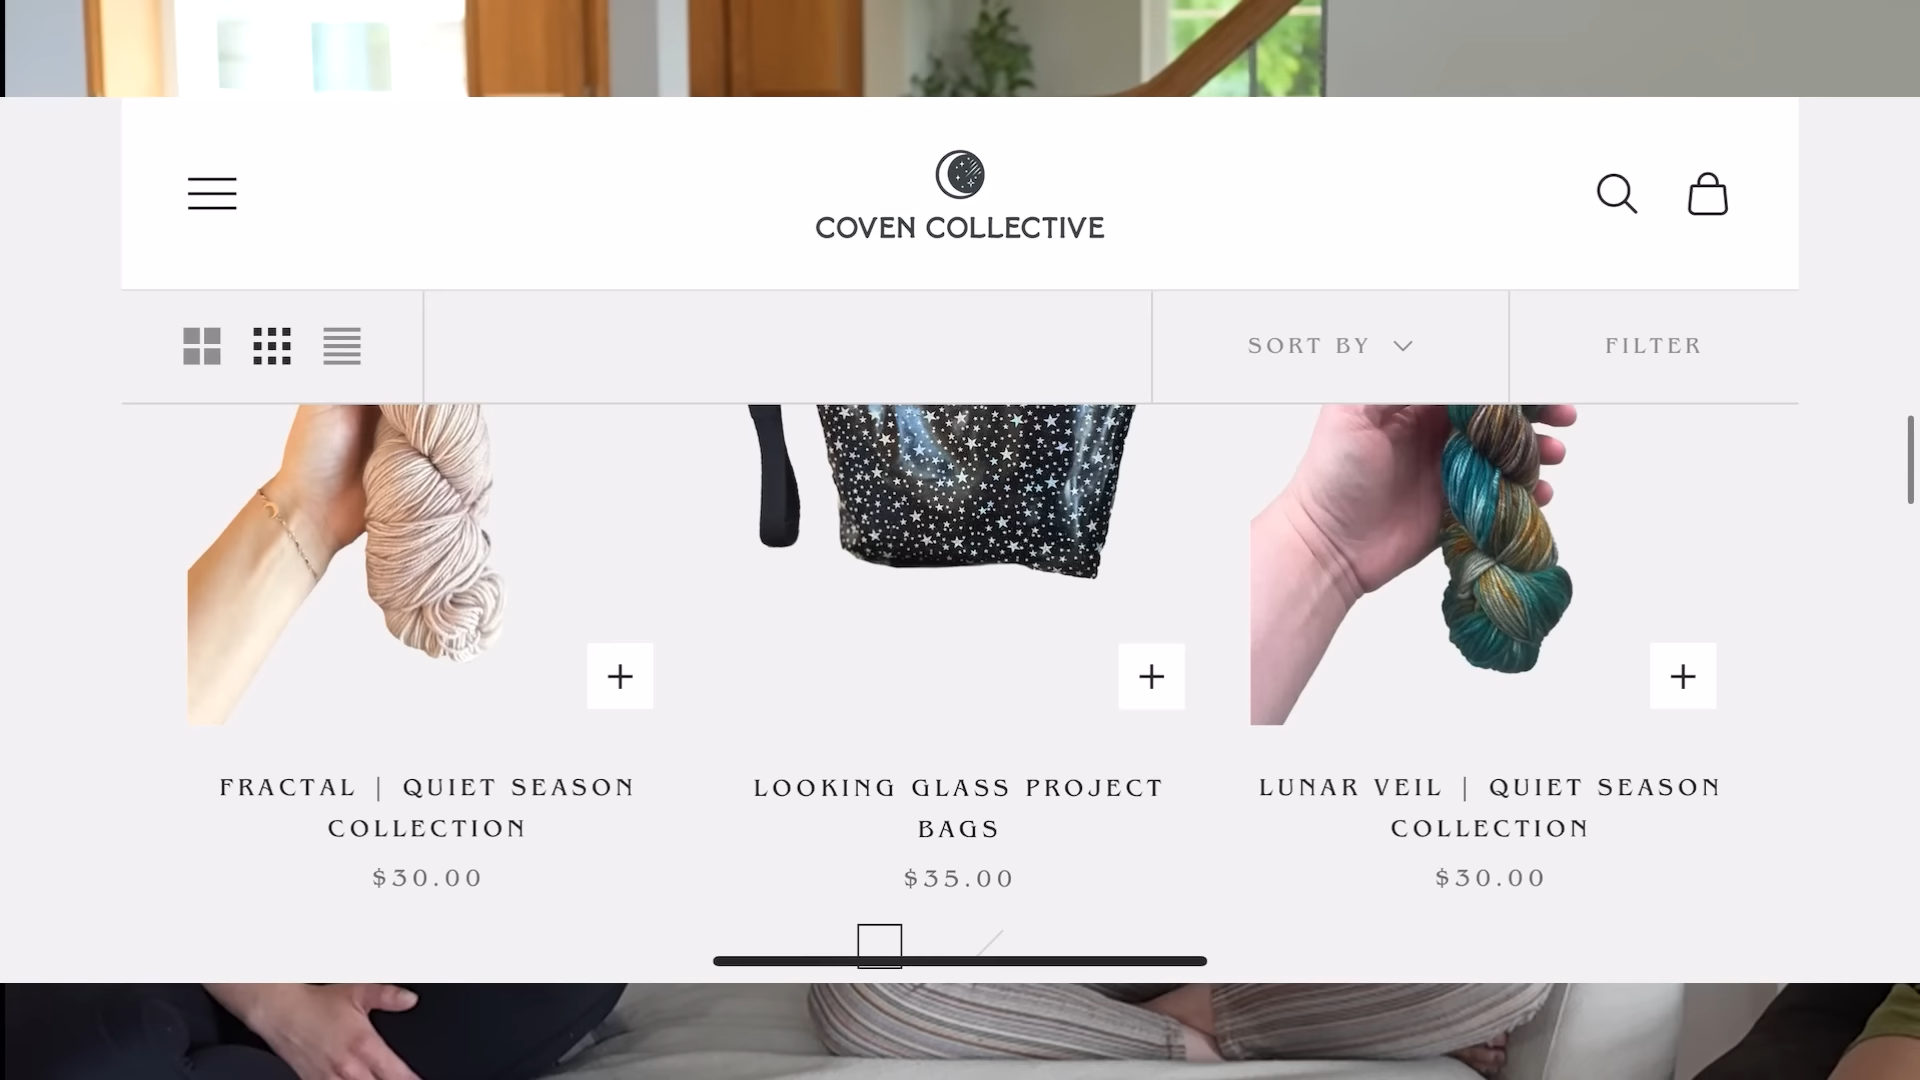 COVEN COLLECTIVE
SORT BY
FILTER
FRACTAL | QUIET SEASON
COLLECTION
$30.00
LOOKING GLASS PROJECT
BAGS
$35.00
LUNAR VEIL | QUIET SEASON
COLLECTION
$30.00